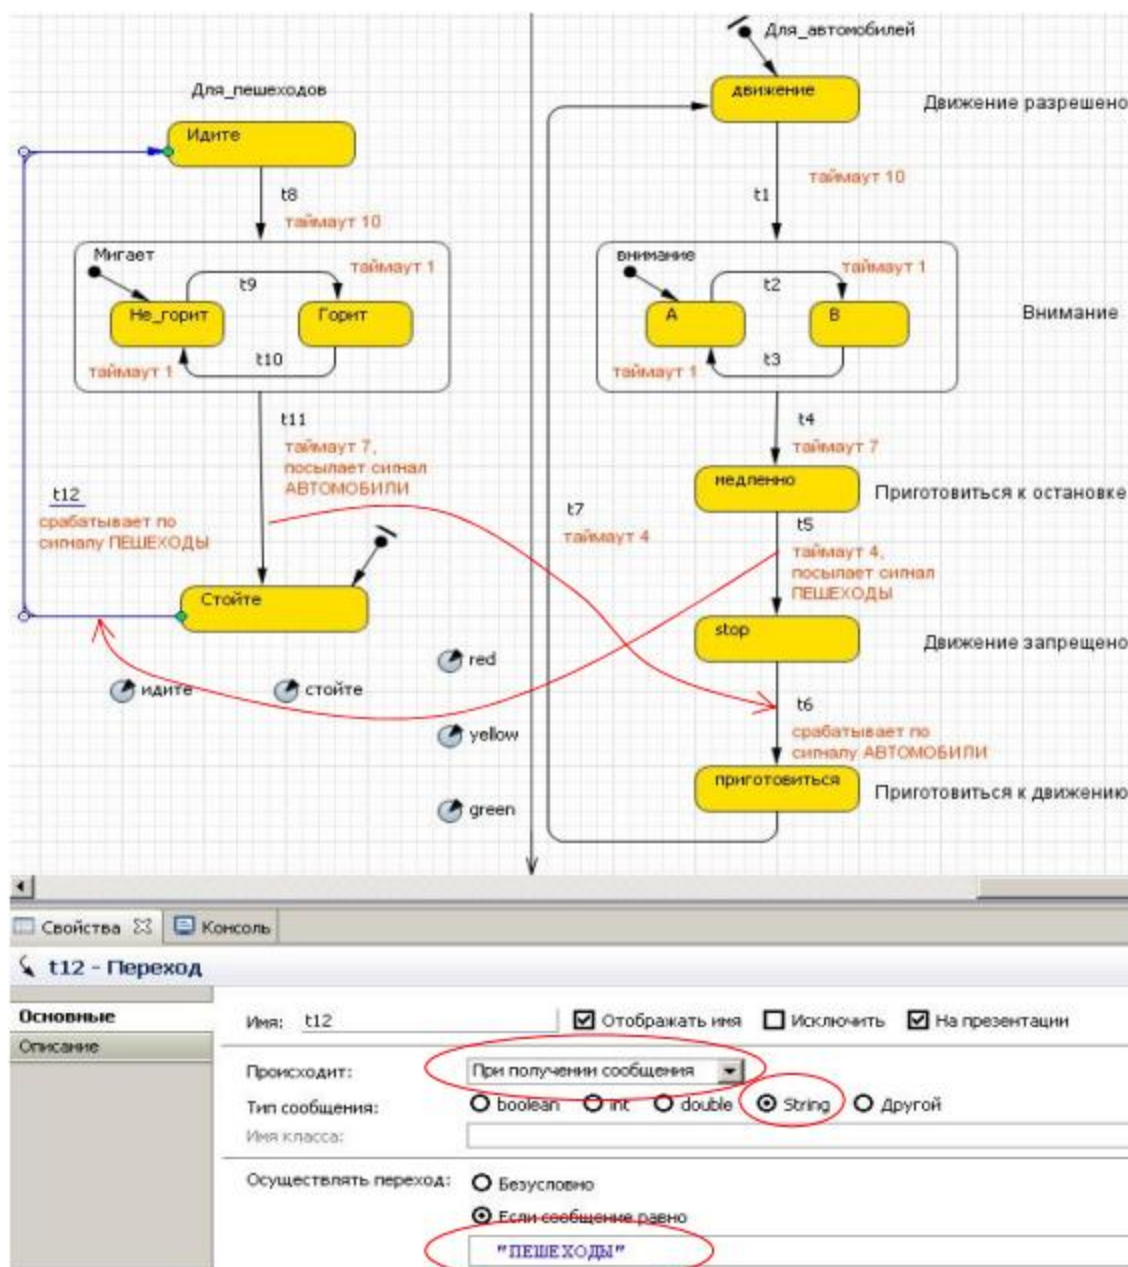 Для_автомобилей
Для_пешеходов
движение
Движение разрешено
Идите
t8
таймаут 10
t1
таймаут 10
Мигает
таймаут 1
t9
Не_горит
Горит
t10
таймаут 1
внимание
таймаут 1
t2
A
B
Внимание
t3
таймаут 1
t11
таймаут 7,
посылает сигнал
АВТОМОБИЛИ
t4
таймаут 7
медленно
Приготовиться к остановке
t12
срабатывает по
сигналу ПЕШЕХОДЫ
t7
таймаут 4
t5
таймаут 4,
посылает сигнал
ПЕШЕХОДЫ
Стойте
stop
Движение запрещено
red
идите
стойте
t6
срабатывает по
сигналу АВТОМОБИЛИ
yellow
приготовиться
Приготовиться к движению
green
Свойства
Консоль
t12 - Переход
Основные
Описание
Имя: t12
Отображать имя
Исключить
На презентации
Происходит: При получении сообщения
Тип сообщения: boolean int double String Другой
Имя класса:
Осуществлять переход: Безусловно
Если сообщение равно
"ПЕШЕХОДЫ"